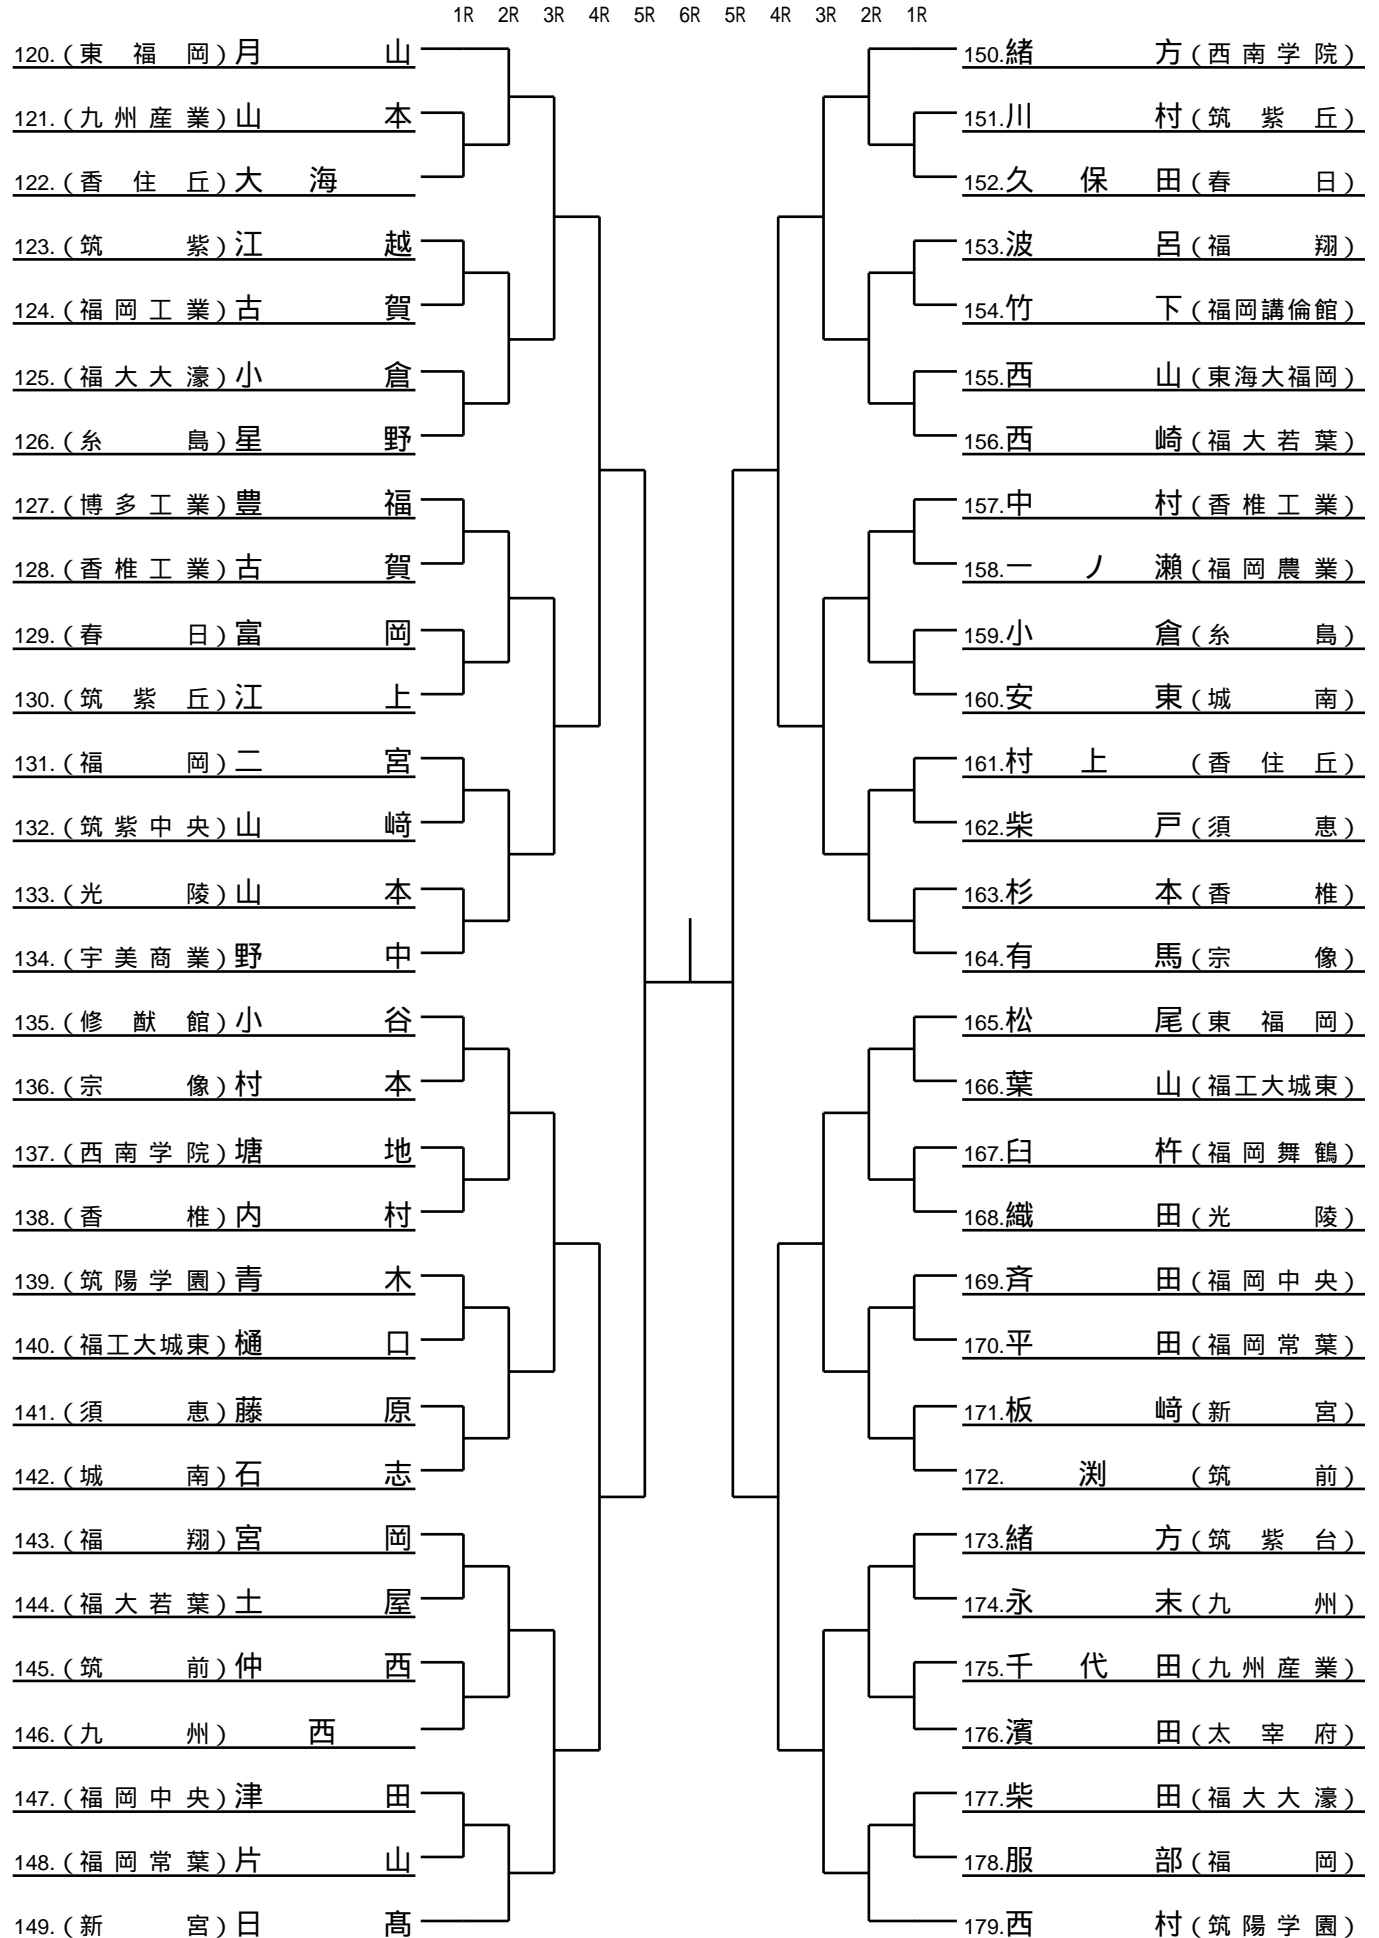 1R 2R 3R 4R 5R 6R 5R 4R 3R 2R 1R
120.(東福岡)月山
121.(九州産業)山本
122.(香住丘)大海
123.(筑紫)江越
124.(福岡工業)古賀
125.(福大大濠)小倉
126.(糸島)星野
127.(博多工業)豊福
128.(香椎工業)古賀
129.(春日)富岡
130.(筑紫丘)江上
131.(福岡)二宮
132.(筑紫中央)山﨑
133.(光陵)山本
134.(宇美商業)野中
135.(修猷館)小谷
136.(宗像)村本
137.(西南学院)塘地
138.(香椎)内村
139.(筑陽学園)青木
140.(福工大城東)樋口
141.(須恵)藤原
142.(城南)石志
143.(福翔)宮岡
144.(福大若葉)土屋
145.(筑前)仲西
146.(九州)西
147.(福岡中央)津田
148.(福岡常葉)片山
149.(新宮)日髙
150.緒方(西南学院)
151.川村(筑紫丘)
152.久保田(春日)
153.波呂(福翔)
154.竹下(福岡講倫館)
155.西山(東海大福岡)
156.西崎(福大若葉)
157.中村(香椎工業)
158.一ノ瀬(福岡農業)
159.小倉(糸島)
160.安東(城南)
161.村上(香住丘)
162.柴戸(須恵)
163.杉本(香椎)
164.有馬(宗像)
165.松尾(東福岡)
166.葉山(福工大城東)
167.臼杵(福岡舞鶴)
168.織田(光陵)
169.斉田(福岡中央)
170.平田(福岡常葉)
171.板﨑(新宮)
172.渕(筑前)
173.緒方(筑紫台)
174.永末(九州)
175.千代田(九州産業)
176.濱田(太宰府)
177.柴田(福大大濠)
178.服部(福岡)
179.西村(筑陽学園)